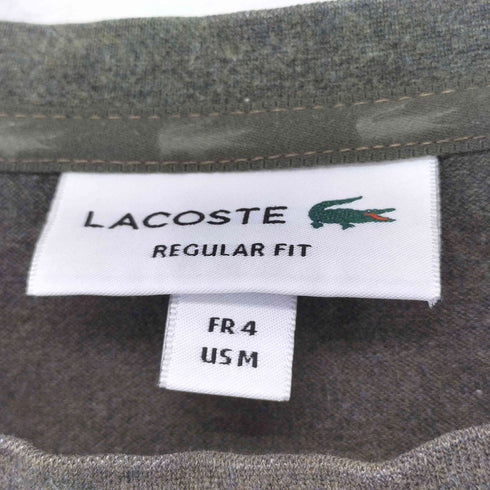 LACOSTE
REGULAR FIT
FR 4
US M